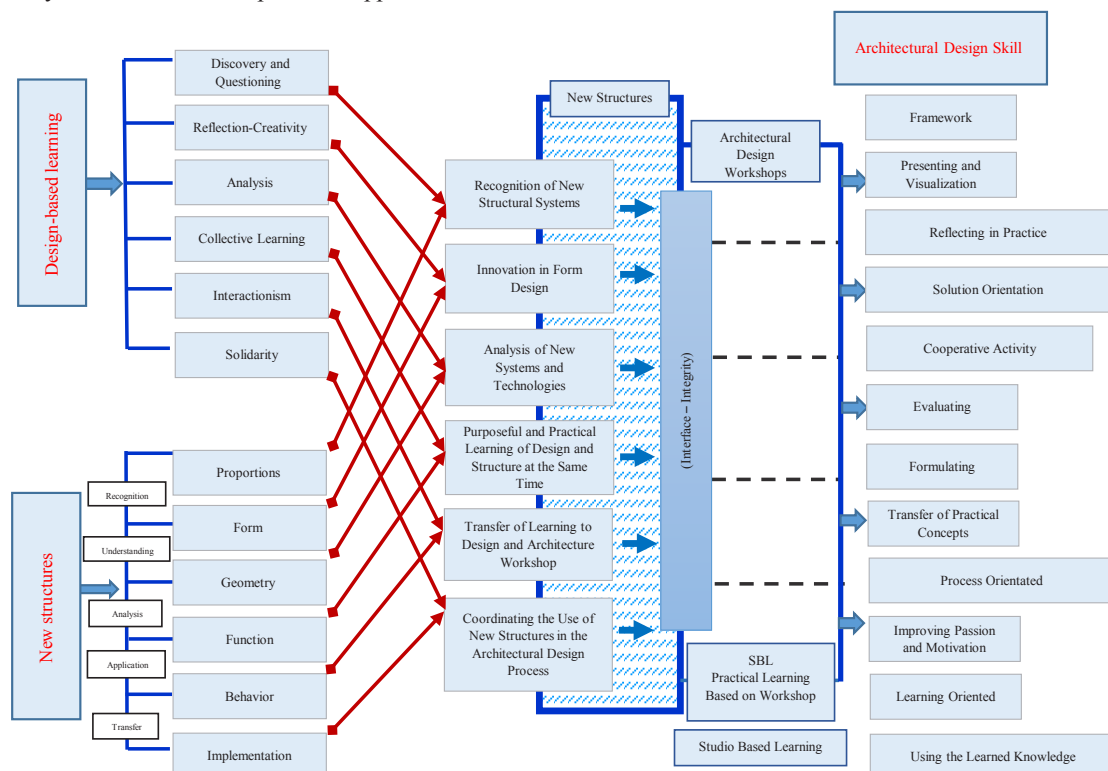 Design-based learning
Discovery and
Questioning
Reflection-Creativity
Analysis
Collective Learning
Interactionism
Solidarity
New structures
Recognition
Understanding
Analysis
Application
Transfer
Proportions
Form
Geometry
Function
Behavior
Implementation
New Structures
Recognition of New
Structural Systems
Innovation in Form
Design
Analysis of New
Systems and
Technologies
Purposeful and Practical
Learning of Design and
Structure at the Same
Time
Transfer of Learning to
Design and Architecture
Workshop
Coordinating the Use of
New Structures in the
Architectural Design
Process
(Interface – Integrity)
Architectural
Design
Workshops
SBL
Practical Learning
Based on Workshop
Studio Based Learning
Architectural Design Skill
Framework
Presenting and
Visualization
Reflecting in Practice
Solution Orientation
Cooperative Activity
Evaluating
Formulating
Transfer of Practical
Concepts
Process Orientated
Improving Passion
and Motivation
Learning Oriented
Using the Learned Knowledge